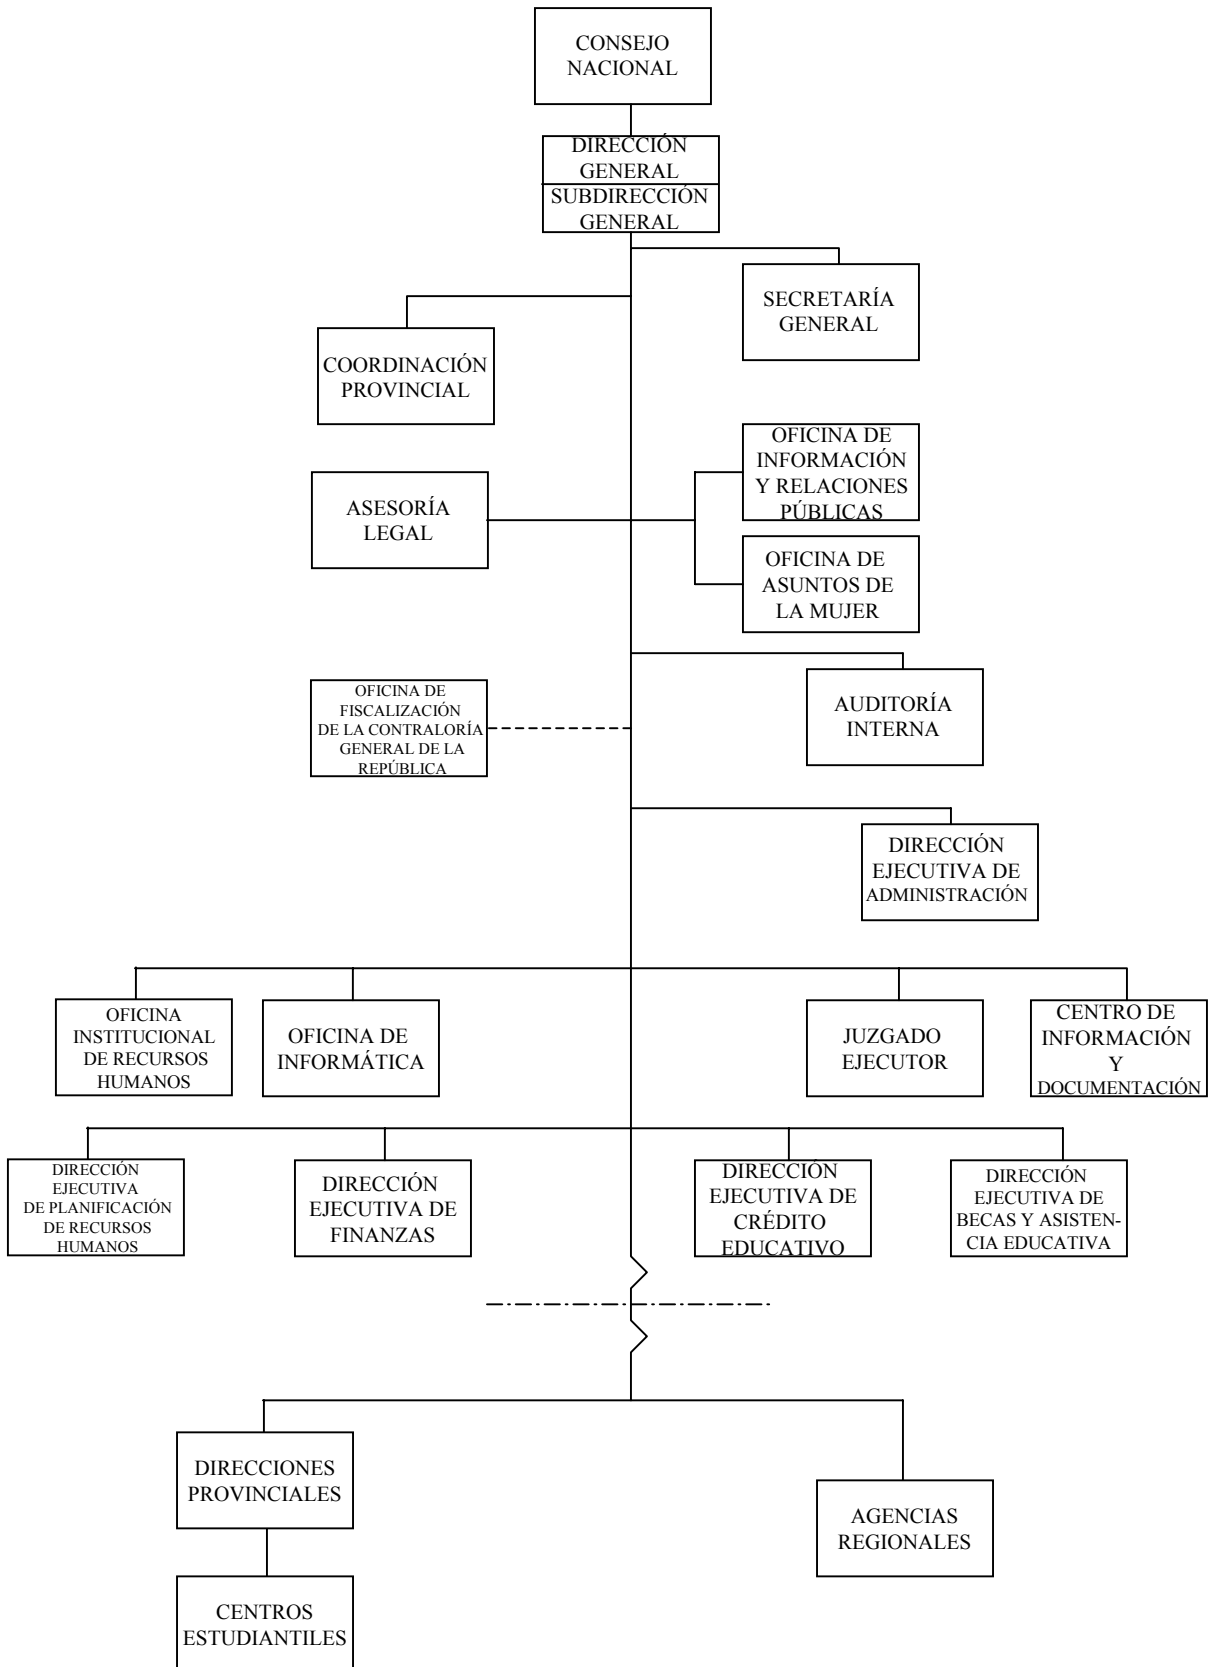 CONSEJO
NACIONAL
DIRECCIÓN
GENERAL
SUBDIRECCIÓN
GENERAL
SECRETARÍA
GENERAL
COORDINACIÓN
PROVINCIAL
OFICINA DE
INFORMACIÓN
Y RELACIONES
PÚBLICAS
ASESORÍA
LEGAL
OFICINA DE
ASUNTOS DE
LA MUJER
OFICINA DE
FISCALIZACIÓN
DE LA CONTRALORÍA
GENERAL DE LA
REPÚBLICA
AUDITORÍA
INTERNA
DIRECCIÓN
EJECUTIVA DE
ADMINISTRACIÓN
OFICINA
INSTITUCIONAL
DE RECURSOS
HUMANOS
OFICINA DE
INFORMÁTICA
JUZGADO
EJECUTOR
CENTRO DE
INFORMACIÓN
Y
DOCUMENTACIÓN
DIRECCIÓN
EJECUTIVA
DE PLANIFICACIÓN
DE RECURSOS
HUMANOS
DIRECCIÓN
EJECUTIVA DE
FINANZAS
DIRECCIÓN
EJECUTIVA DE
CRÉDITO
EDUCATIVO
DIRECCIÓN
EJECUTIVA DE
BECAS Y ASISTEN-
CIA EDUCATIVA
DIRECCIONES
PROVINCIALES
AGENCIAS
REGIONALES
CENTROS
ESTUDIANTILES